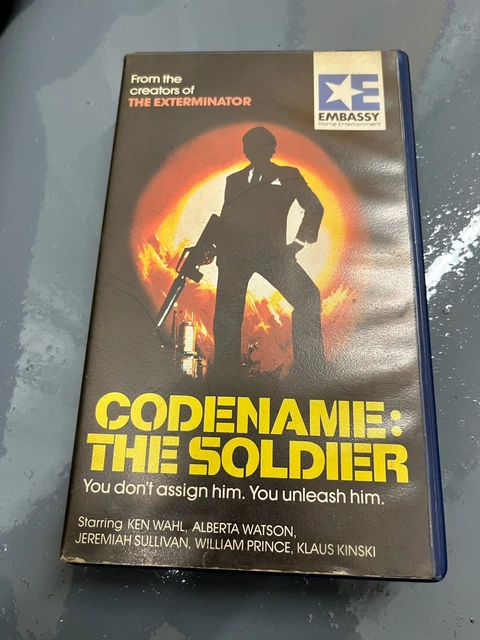 From the
creators of
THE EXTERMINATOR
EMBASSY
Home Entertainment
CODENAME:
THE SOLDIER
You don't assign him. You unleash him.
Starring KEN WAHL, ALBERTA WATSON,
JEREMIAH SULLIVAN, WILLIAM PRINCE, KLAUS KINSKI